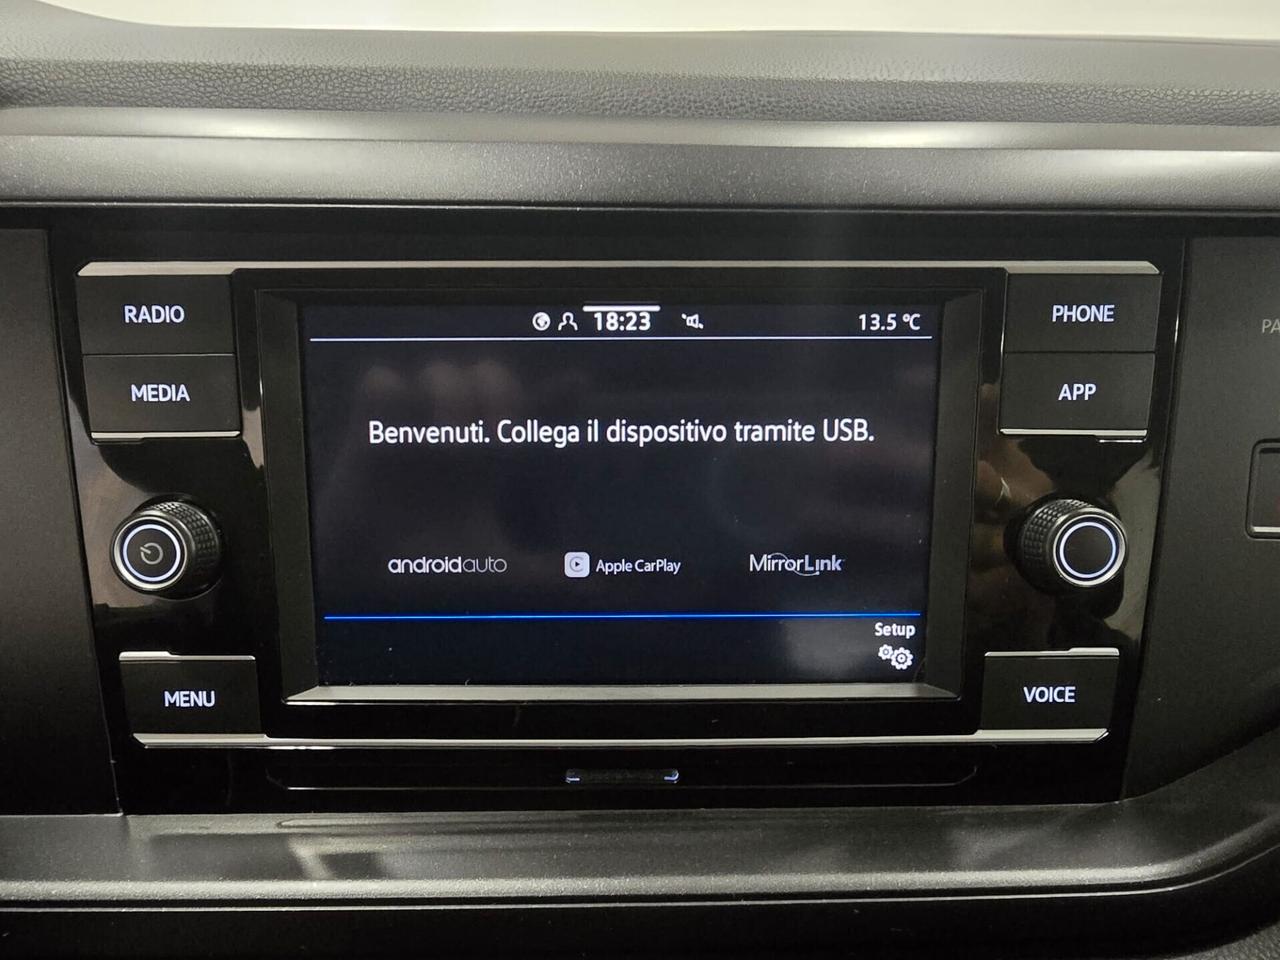 RADIO
MEDIA
MENU
18:23
13.5 °C
Benvenuti. Collega il dispositivo tramite USB.
androidauto
Apple CarPlay
MirrorLink
Setup
PHONE
APP
VOICE